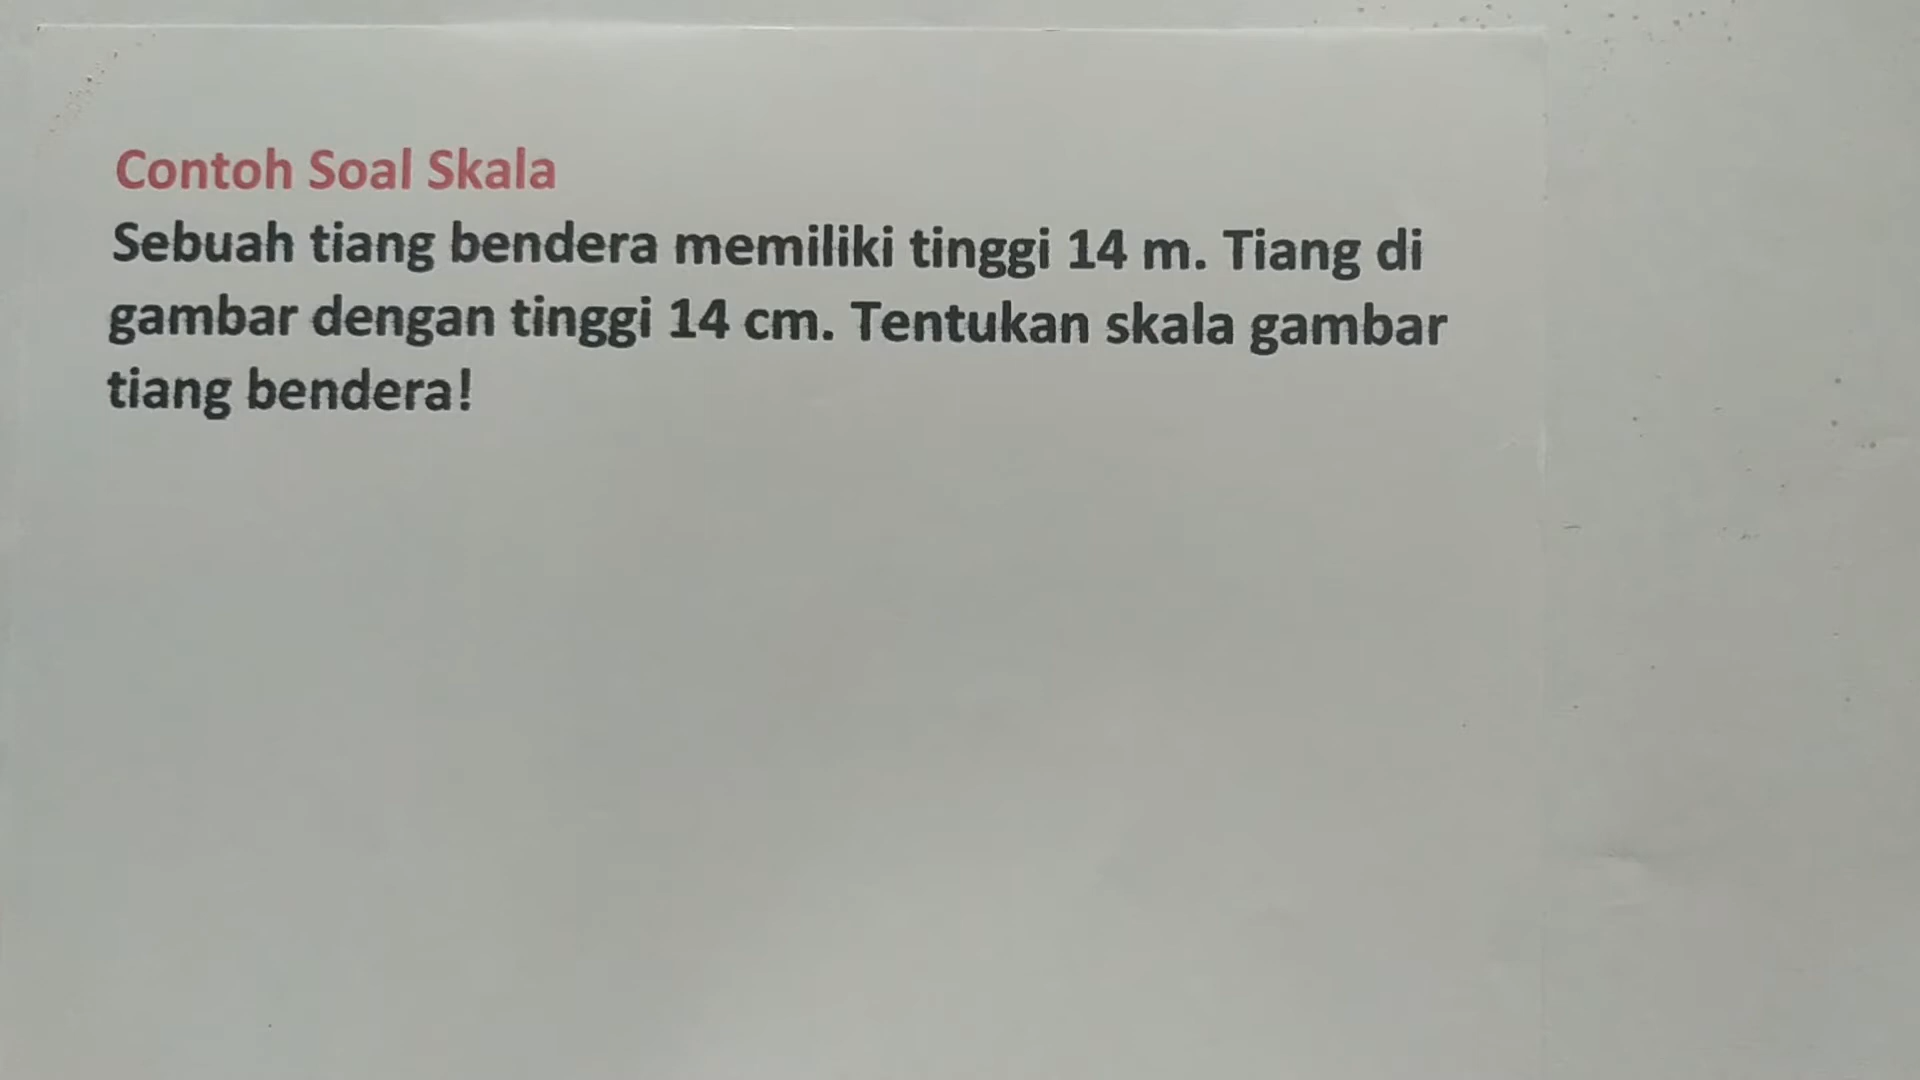 Contoh Soal Skala
Sebuah tiang bendera memiliki tinggi 14 m. Tiang di
gambar dengan tinggi 14 cm. Tentukan skala gambar
tiang bendera!